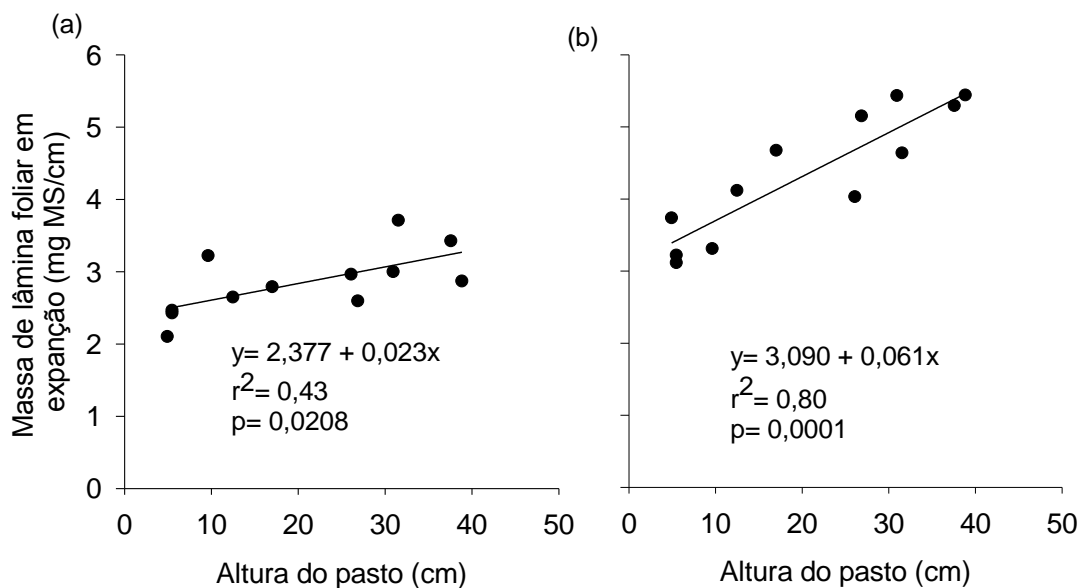 (a)
(b)
Massa de lâmina foliar em
expanção (mg MS/cm)
6
5
4
3
2
1
0
y= 2,377 + 0,023x
r2= 0,43
p= 0,0208
y= 3,090 + 0,061x
r2= 0,80
p= 0,0001
0 10 20 30 40 50
0 10 20 30 40 50
Altura do pasto (cm)
Altura do pasto (cm)